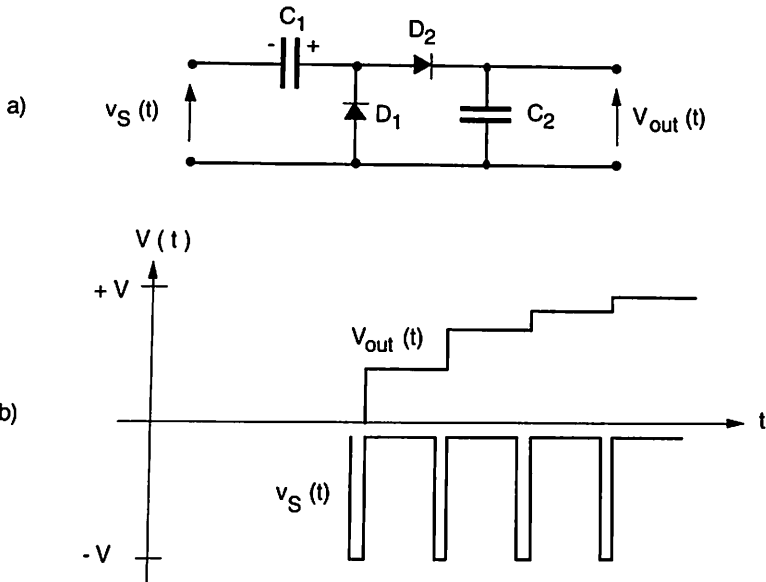 a)
C1
- +
D2
vS (t)
D1
C2
Vout (t)
b)
V ( t )
+ V
Vout (t)
t
vS (t)
- V